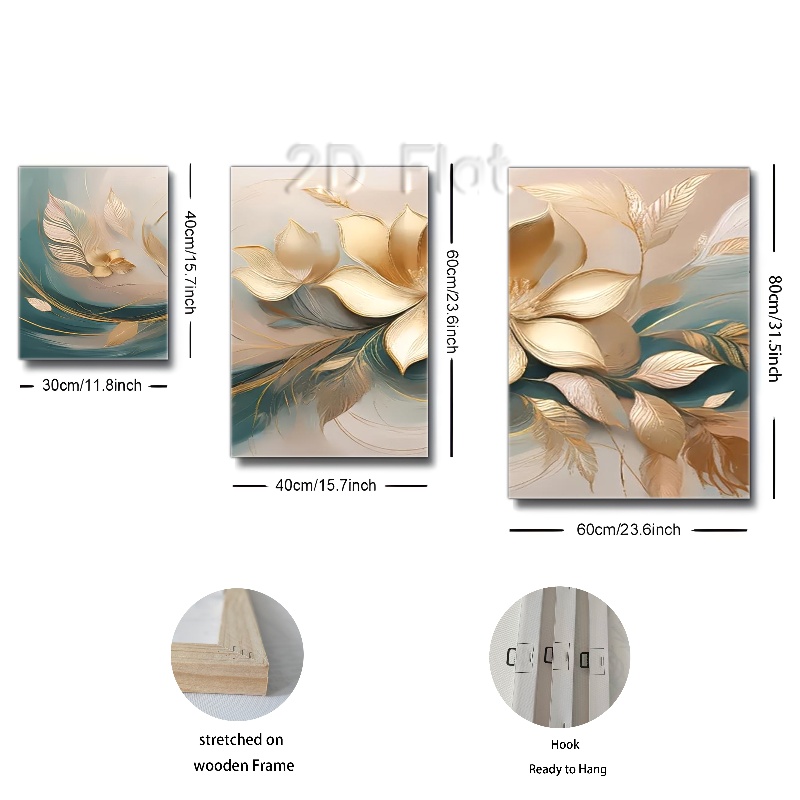 2D Flat
40cm/15.7inch
30cm/11.8inch
60cm/23.6inch
40cm/15.7inch
80cm/31.5inch
60cm/23.6inch
stretched on
wooden Frame
Hook
Ready to Hang